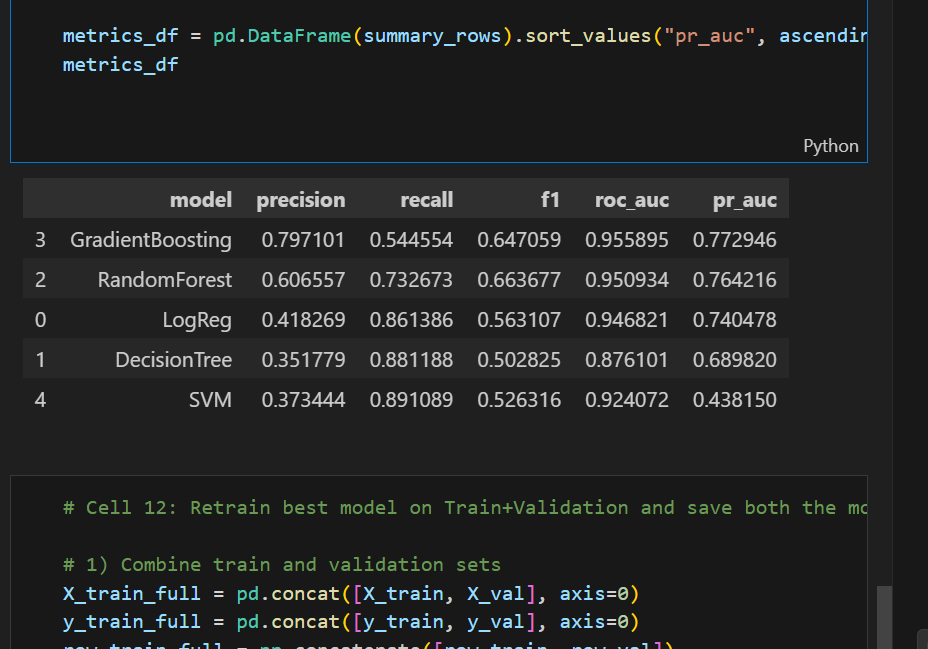 metrics_df = pd.DataFrame(summary_rows).sort_values("pr_auc", ascendin
metrics_df
Python
model precision recall f1 roc_auc pr_auc
3 GradientBoosting 0.797101 0.544554 0.647059 0.955895 0.772946
2 RandomForest 0.606557 0.732673 0.663677 0.950934 0.764216
0 LogReg 0.418269 0.861386 0.563107 0.946821 0.740478
1 DecisionTree 0.351779 0.881188 0.502825 0.876101 0.689820
4 SVM 0.373444 0.891089 0.526316 0.924072 0.438150
# Cell 12: Retrain best model on Train+Validation and save both the mo
# 1) Combine train and validation sets
X_train_full = pd.concat([X_train, X_val], axis=0)
y_train_full = pd.concat([y_train, y_val], axis=0)